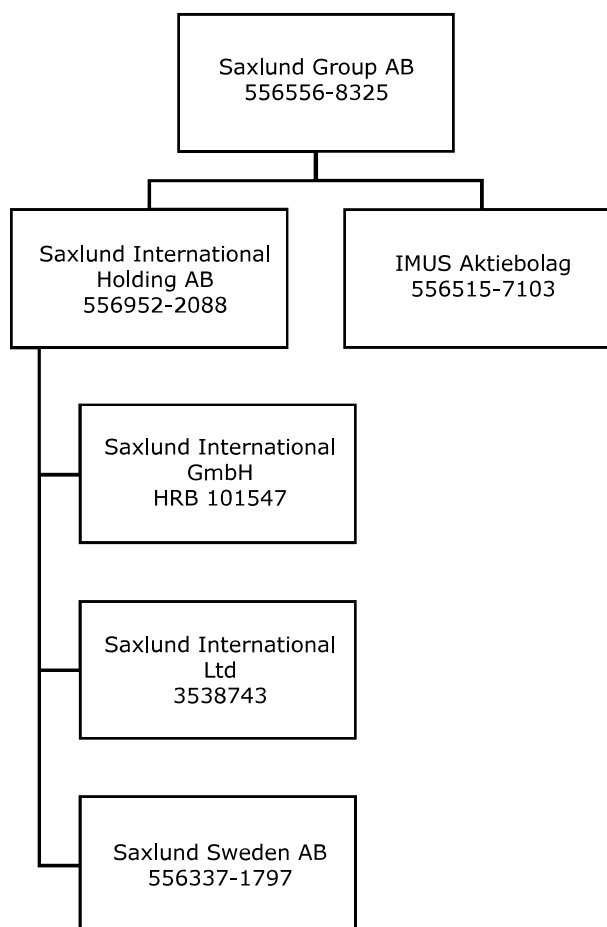 Saxlund Group AB
556556-8325
Saxlund International
Holding AB
556952-2088
IMUS Aktiebolag
556515-7103
Saxlund International
GmbH
HRB 101547
Saxlund International
Ltd
3538743
Saxlund Sweden AB
556337-1797